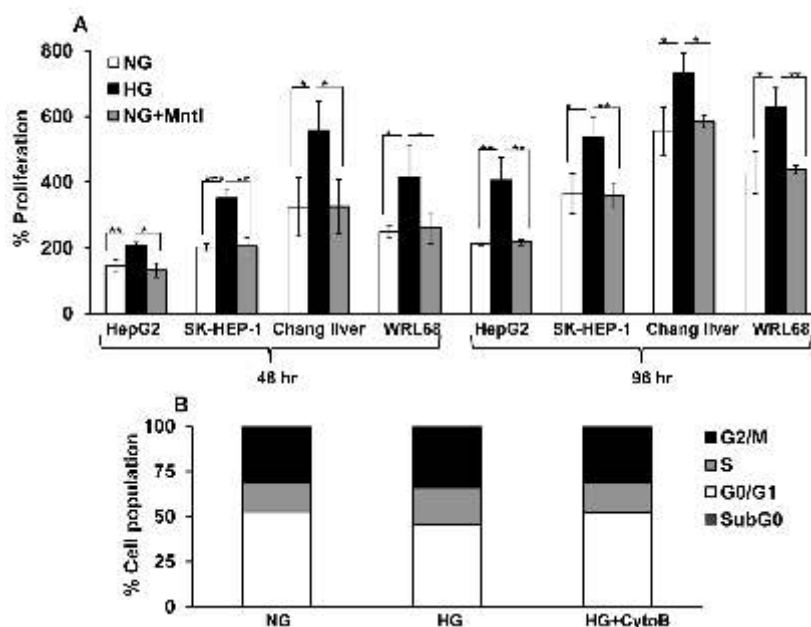 A
800
NG
HG
NG+Mntl
600
400
200
0
% Proliferation
HepG2 SK-HEP-1 Chang liver WRL68 HepG2 SK-HEP-1 Chang liver WRL68
48 hr 96 hr
B
100
75
50
25
0
% Cell population
G2/M
S
G0/G1
SubG0
NG HG HG+CytoB